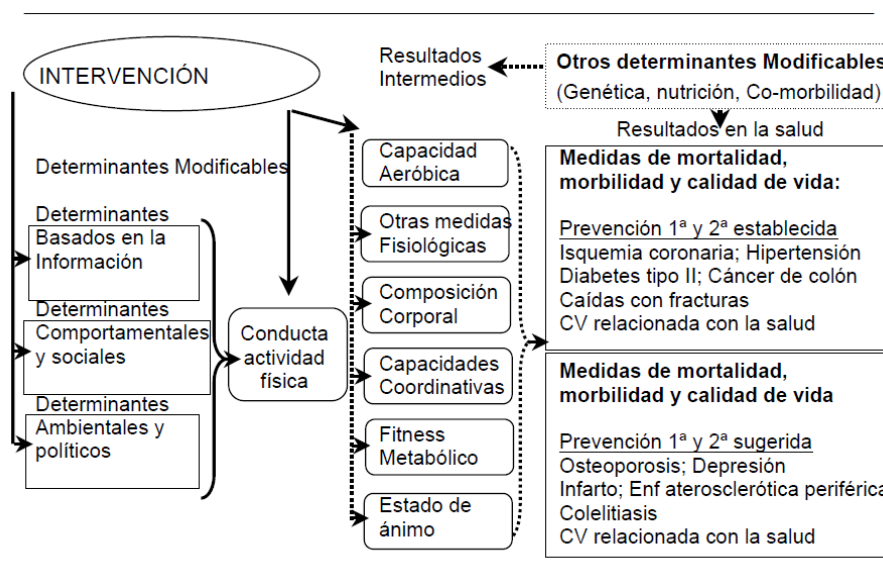 INTERVENCIÓN
Determinantes Modificables
Determinantes
Basados en la
Información
Determinantes
Comportamentales
y sociales
Determinantes
Ambientales y
políticos
Conducta
actividad
física
Resultados
Intermedios
Capacidad
Aeróbica
Otras medidas
Fisiológicas
Composición
Corporal
Capacidades
Coordinativas
Fitness
Metabólico
Estado de
ánimo
Otros determinantes Modificables
(Genética, nutrición, Co-morbilidad)
Resultados en la salud
Medidas de mortalidad,
morbilidad y calidad de vida:
Prevención 1ª y 2ª establecida
Isquemia coronaria; Hipertensión
Diabetes tipo II; Cáncer de colón
Caídas con fracturas
CV relacionada con la salud
Medidas de mortalidad,
morbilidad y calidad de vida
Prevención 1ª y 2ª sugerida
Osteoporosis; Depresión
Infarto; Enf aterosclerótica periférica
Colelitiasis
CV relacionada con la salud